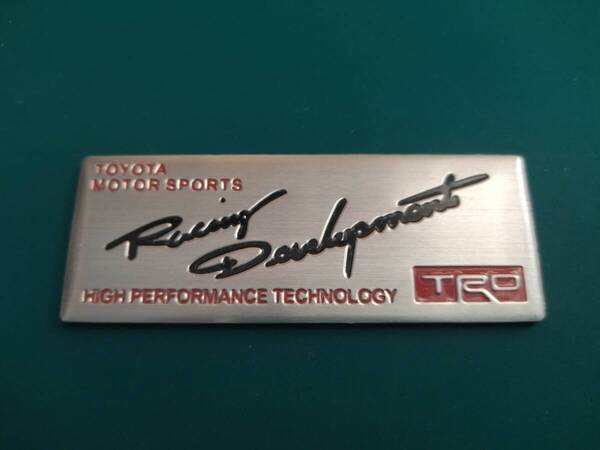 TOYOTA
MOTOR SPORTS
Racing
Development
HIGH PERFORMANCE TECHNOLOGY
TRD